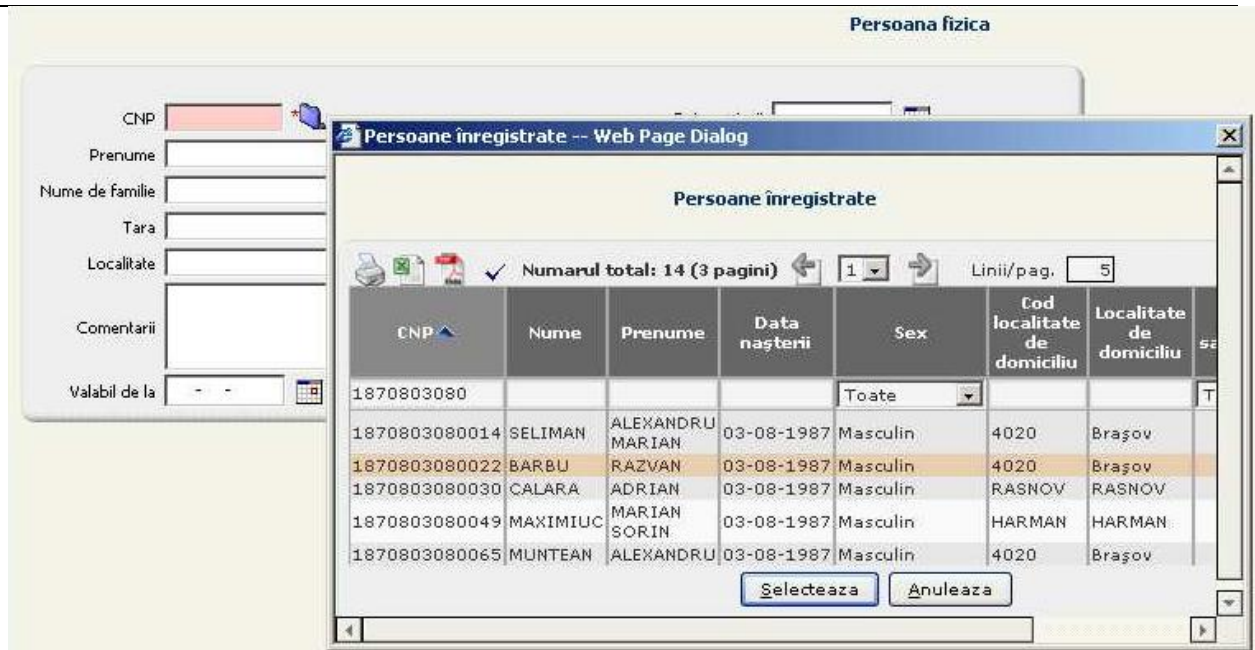 Persoana fizica
CNP *
Prenume
Nume de familie
Tara
Localitate
Comentarii
Valabil de la - -
Persoane înregistrate -- Web Page Dialog
Persoane înregistrate
Numarul total: 14 (3 pagini) 1 Linii/pag. 5
CNP Nume Prenume Data naşterii Sex Cod localitate de domiciliu Localitate de domiciliu
1870803080 Toate T
1870803080014 SELIMAN ALEXANDRU MARIAN 03-08-1987 Masculin 4020 Braşov
1870803080022 BARBU RAZVAN 03-08-1987 Masculin 4020 Braşov
1870803080030 CALARA ADRIAN 03-08-1987 Masculin RASNOV RASNOV
1870803080049 MAXIMIUC MARIAN SORIN 03-08-1987 Masculin HARMAN HARMAN
1870803080065 MUNTEAN ALEXANDRU 03-08-1987 Masculin 4020 Braşov
Selecteaza Anuleaza